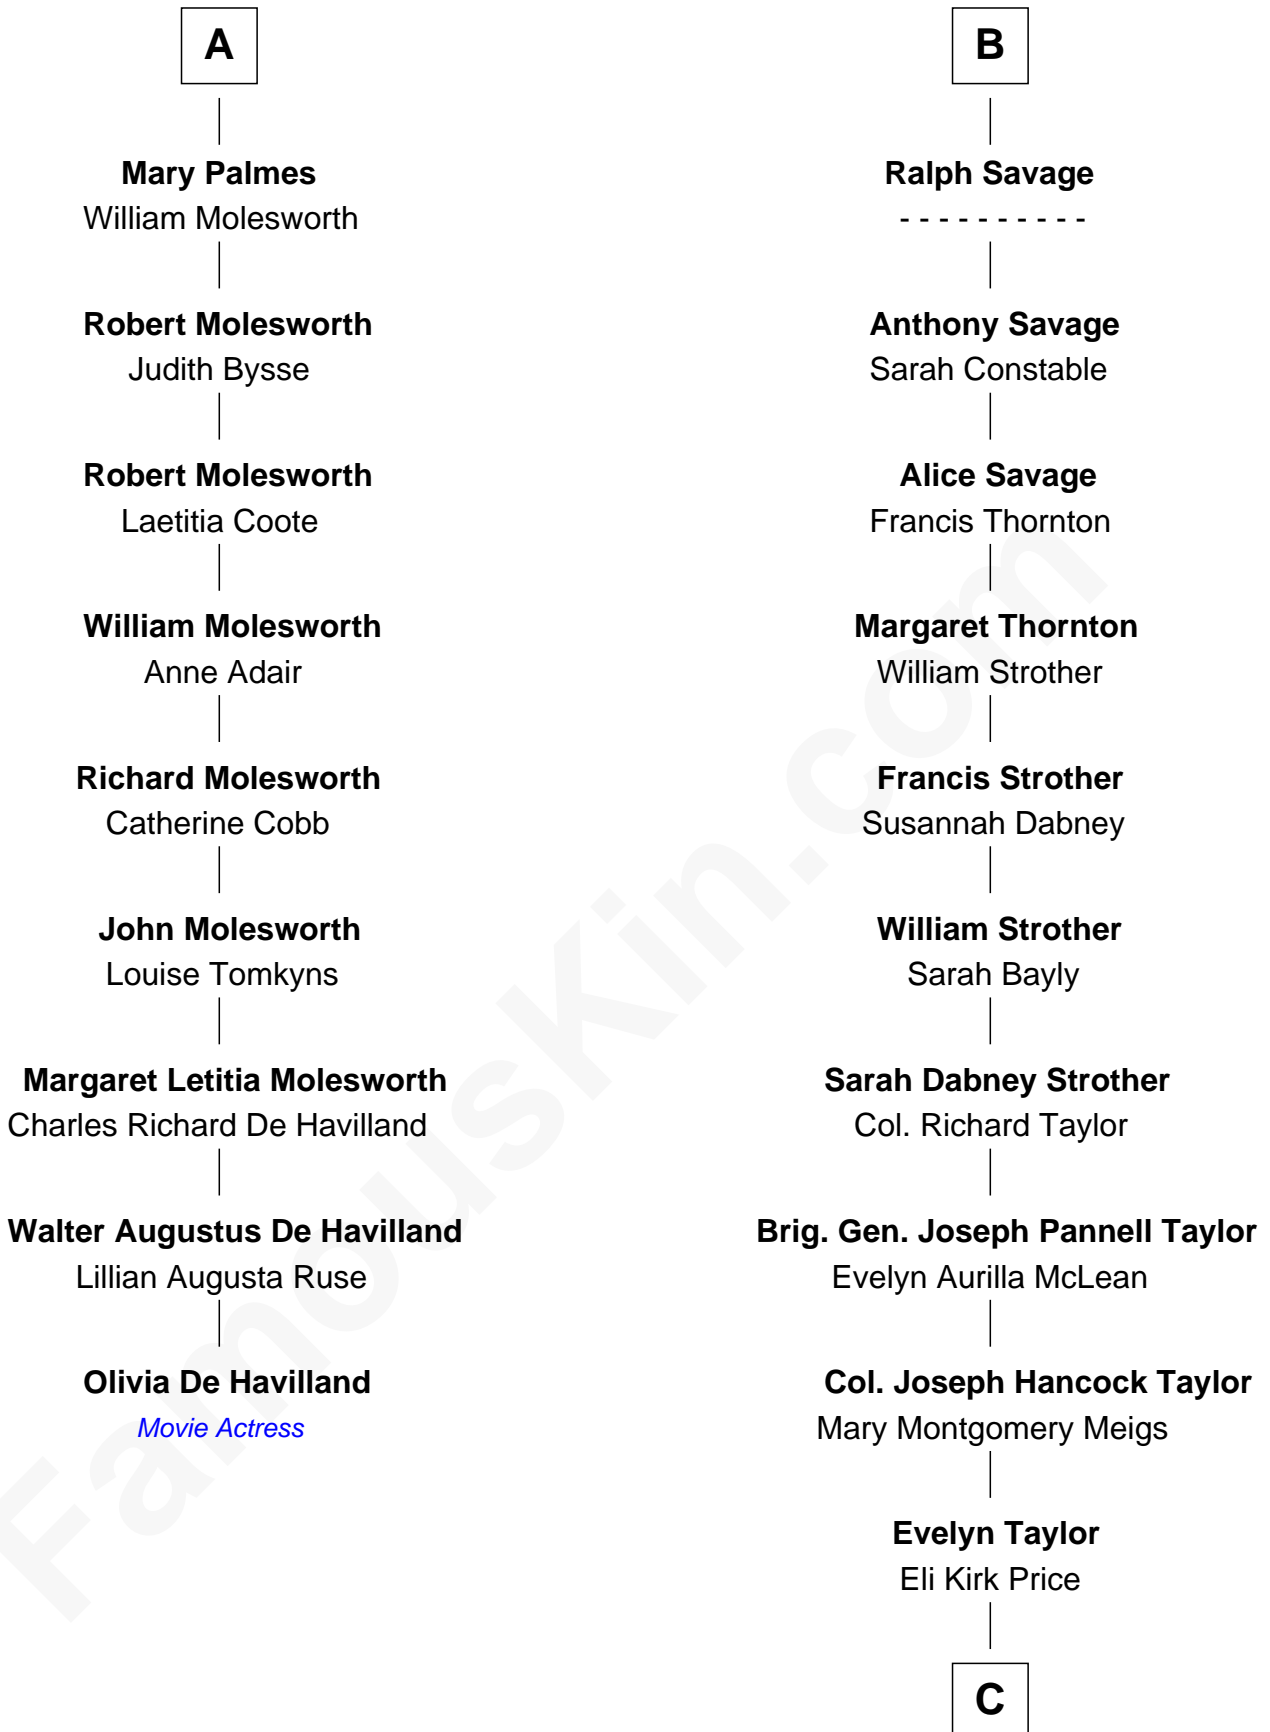 A
Mary Palmes
William Molesworth
Robert Molesworth
Judith Bysse
Robert Molesworth
Laetitia Coote
William Molesworth
Anne Adair
Richard Molesworth
Catherine Cobb
John Molesworth
Louise Tomkyns
Margaret Letitia Molesworth
Charles Richard De Havilland
Walter Augustus De Havilland
Lillian Augusta Ruse
Olivia De Havilland
Movie Actress
B
Ralph Savage
- - - - - - - - - -
Anthony Savage
Sarah Constable
Alice Savage
Francis Thornton
Margaret Thornton
William Strother
Francis Strother
Susannah Dabney
William Strother
Sarah Bayly
Sarah Dabney Strother
Col. Richard Taylor
Brig. Gen. Joseph Pannell Taylor
Evelyn Aurilla McLean
Col. Joseph Hancock Taylor
Mary Montgomery Meigs
Evelyn Taylor
Eli Kirk Price
C
FamousKin.com